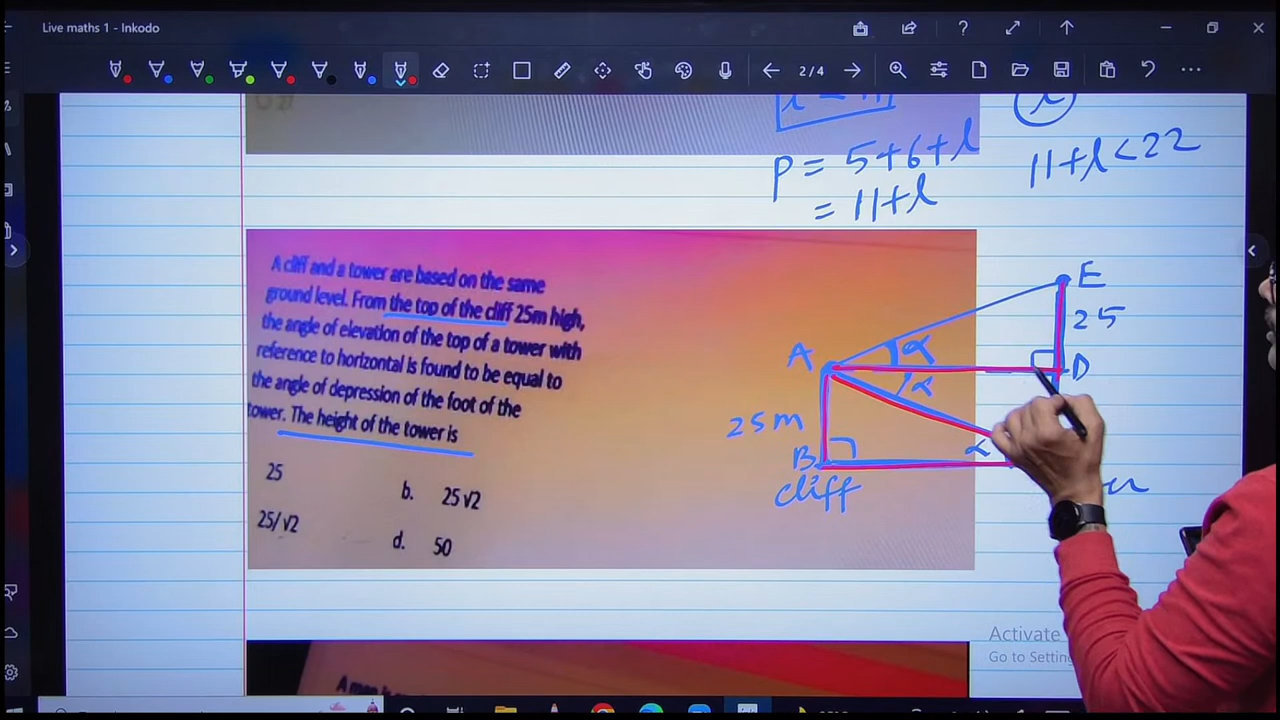 Live maths 1 - Inkodo
2/4
P = 5+6+l
= 11+l
11+l<22
A cliff and a tower are based on the same
ground level. From the top of the cliff 25m high,
the angle of elevation of the top of a tower with
reference to horizontal is found to be equal to
the angle of depression of the foot of the
tower. The height of the tower is
25
b. 25√2
25/√2
d. 50
E
25
A α D
α
25m
B α
cliff
Activate
Go to Setting